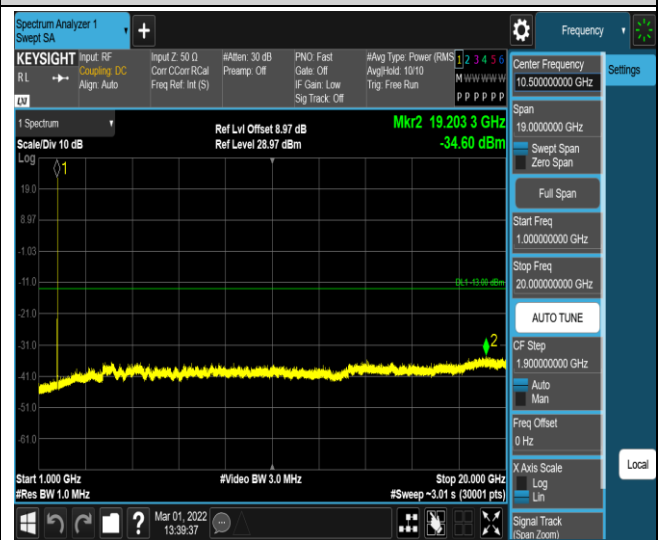 Spectrum Analyzer 1
Swept SA
+
Frequency
KEYSIGHT
RL
LXI
Input: RF
Coupling: DC
Align: Auto
Input Z: 50 Ω
Corr CCorr RCal
Freq Ref: Int (S)
#Atten: 30 dB
Preamp: Off
PNO: Fast
Gate: Off
IF Gain: Low
Sig Track: Off
#Avg Type: Power (RMS
Avg|Hold: 10/10
Trig: Free Run
1 2 3 4 5 6
M W W W W W
P P P P P P
1 Spectrum
Scale/Div 10 dB
Log
Ref Lvl Offset 8.97 dB
Ref Level 28.97 dBm
Mkr2 19.203 3 GHz
-34.60 dBm
1
19.0
8.97
-1.03
-11.0
DL1 -13.00 dBm
-21.0
-31.0
2
-41.0
-51.0
-61.0
Start 1.000 GHz
#Res BW 1.0 MHz
#Video BW 3.0 MHz
Stop 20.000 GHz
#Sweep ~3.01 s (30001 pts)
?
Mar 01, 2022
13:39:37
Center Frequency
10.500000000 GHz
Span
19.0000000 GHz
Swept Span
Zero Span
Full Span
Start Freq
1.000000000 GHz
Stop Freq
20.000000000 GHz
AUTO TUNE
CF Step
1.900000000 GHz
Auto
Man
Freq Offset
0 Hz
X Axis Scale
Log
Lin
Signal Track
(Span Zoom)
Settings
Local